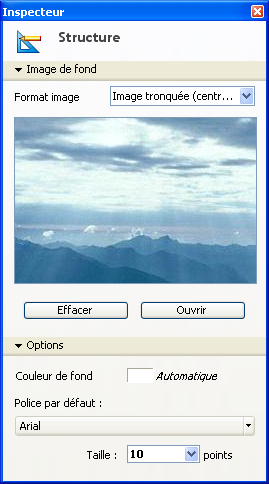 Inspecteur
Structure
Image de fond
Format image Image tronquée (centr...
Effacer Ouvrir
Options
Couleur de fond Automatique
Police par défaut :
Arial
Taille : 10 points